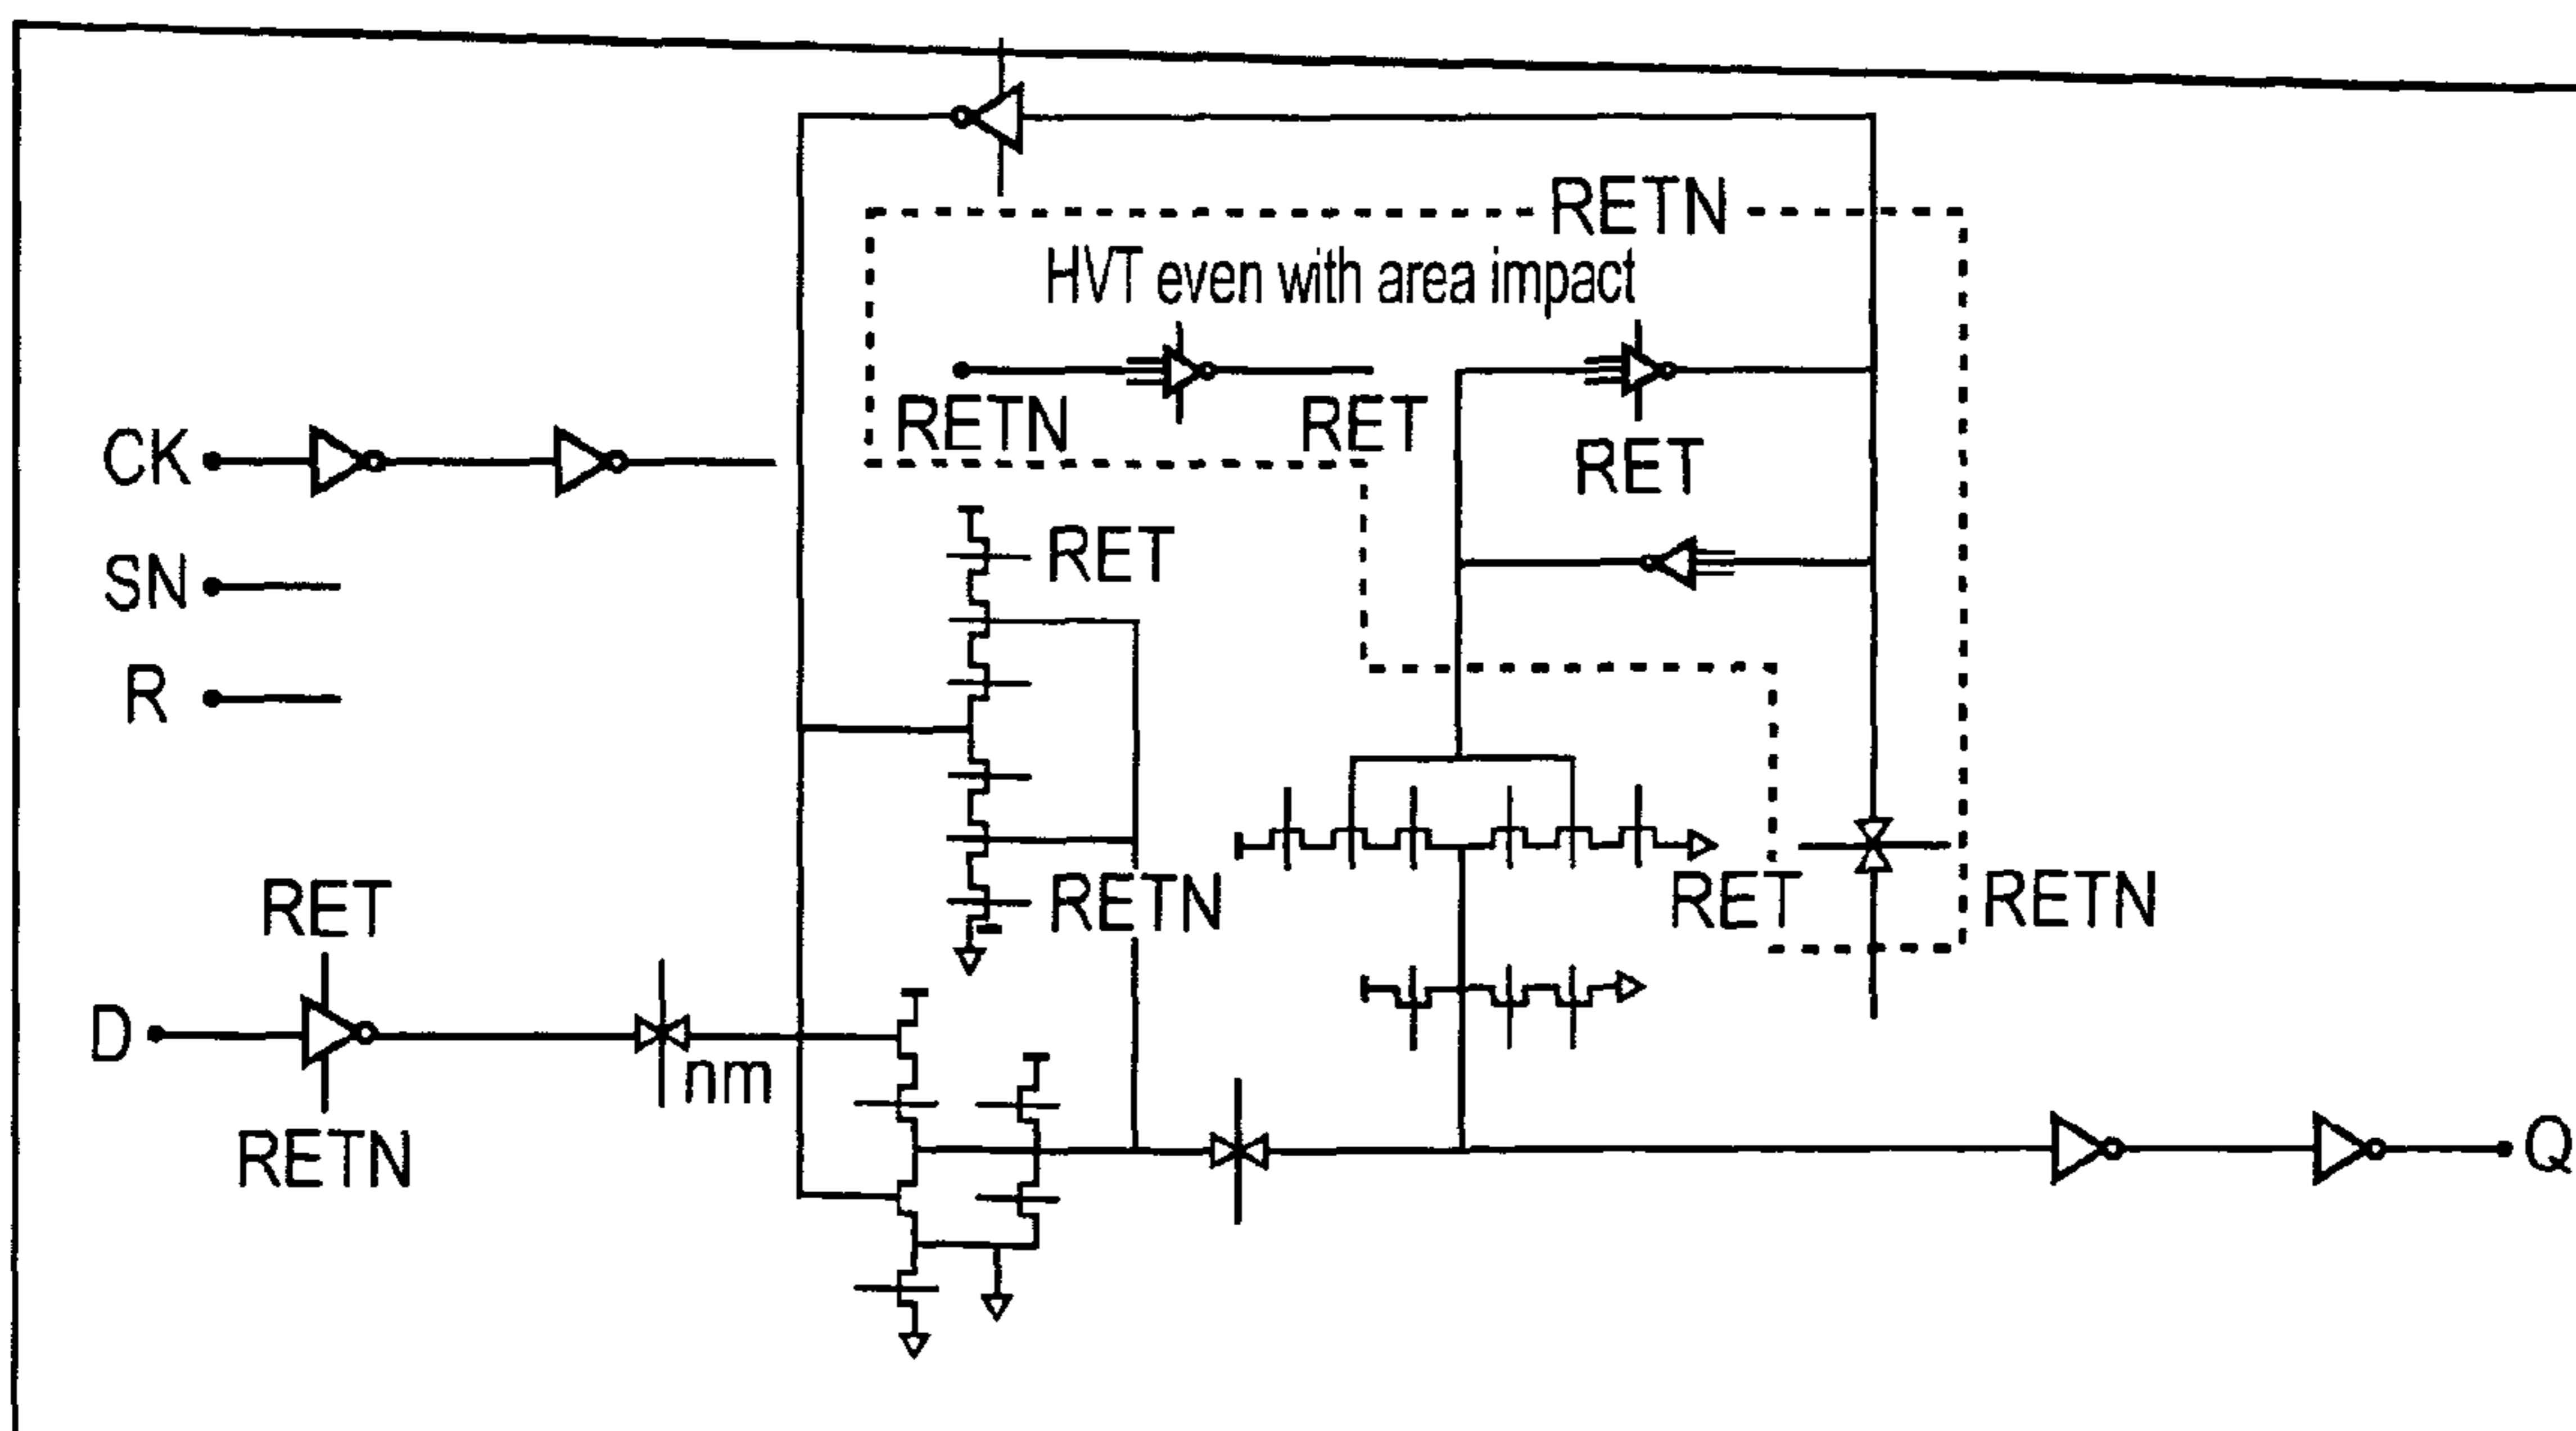 RETN
HVT even with area impact
RETN
RET
RET
CK
SN
R
RET
RETN
RET
RETN
RET
D
nm
RETN
Q